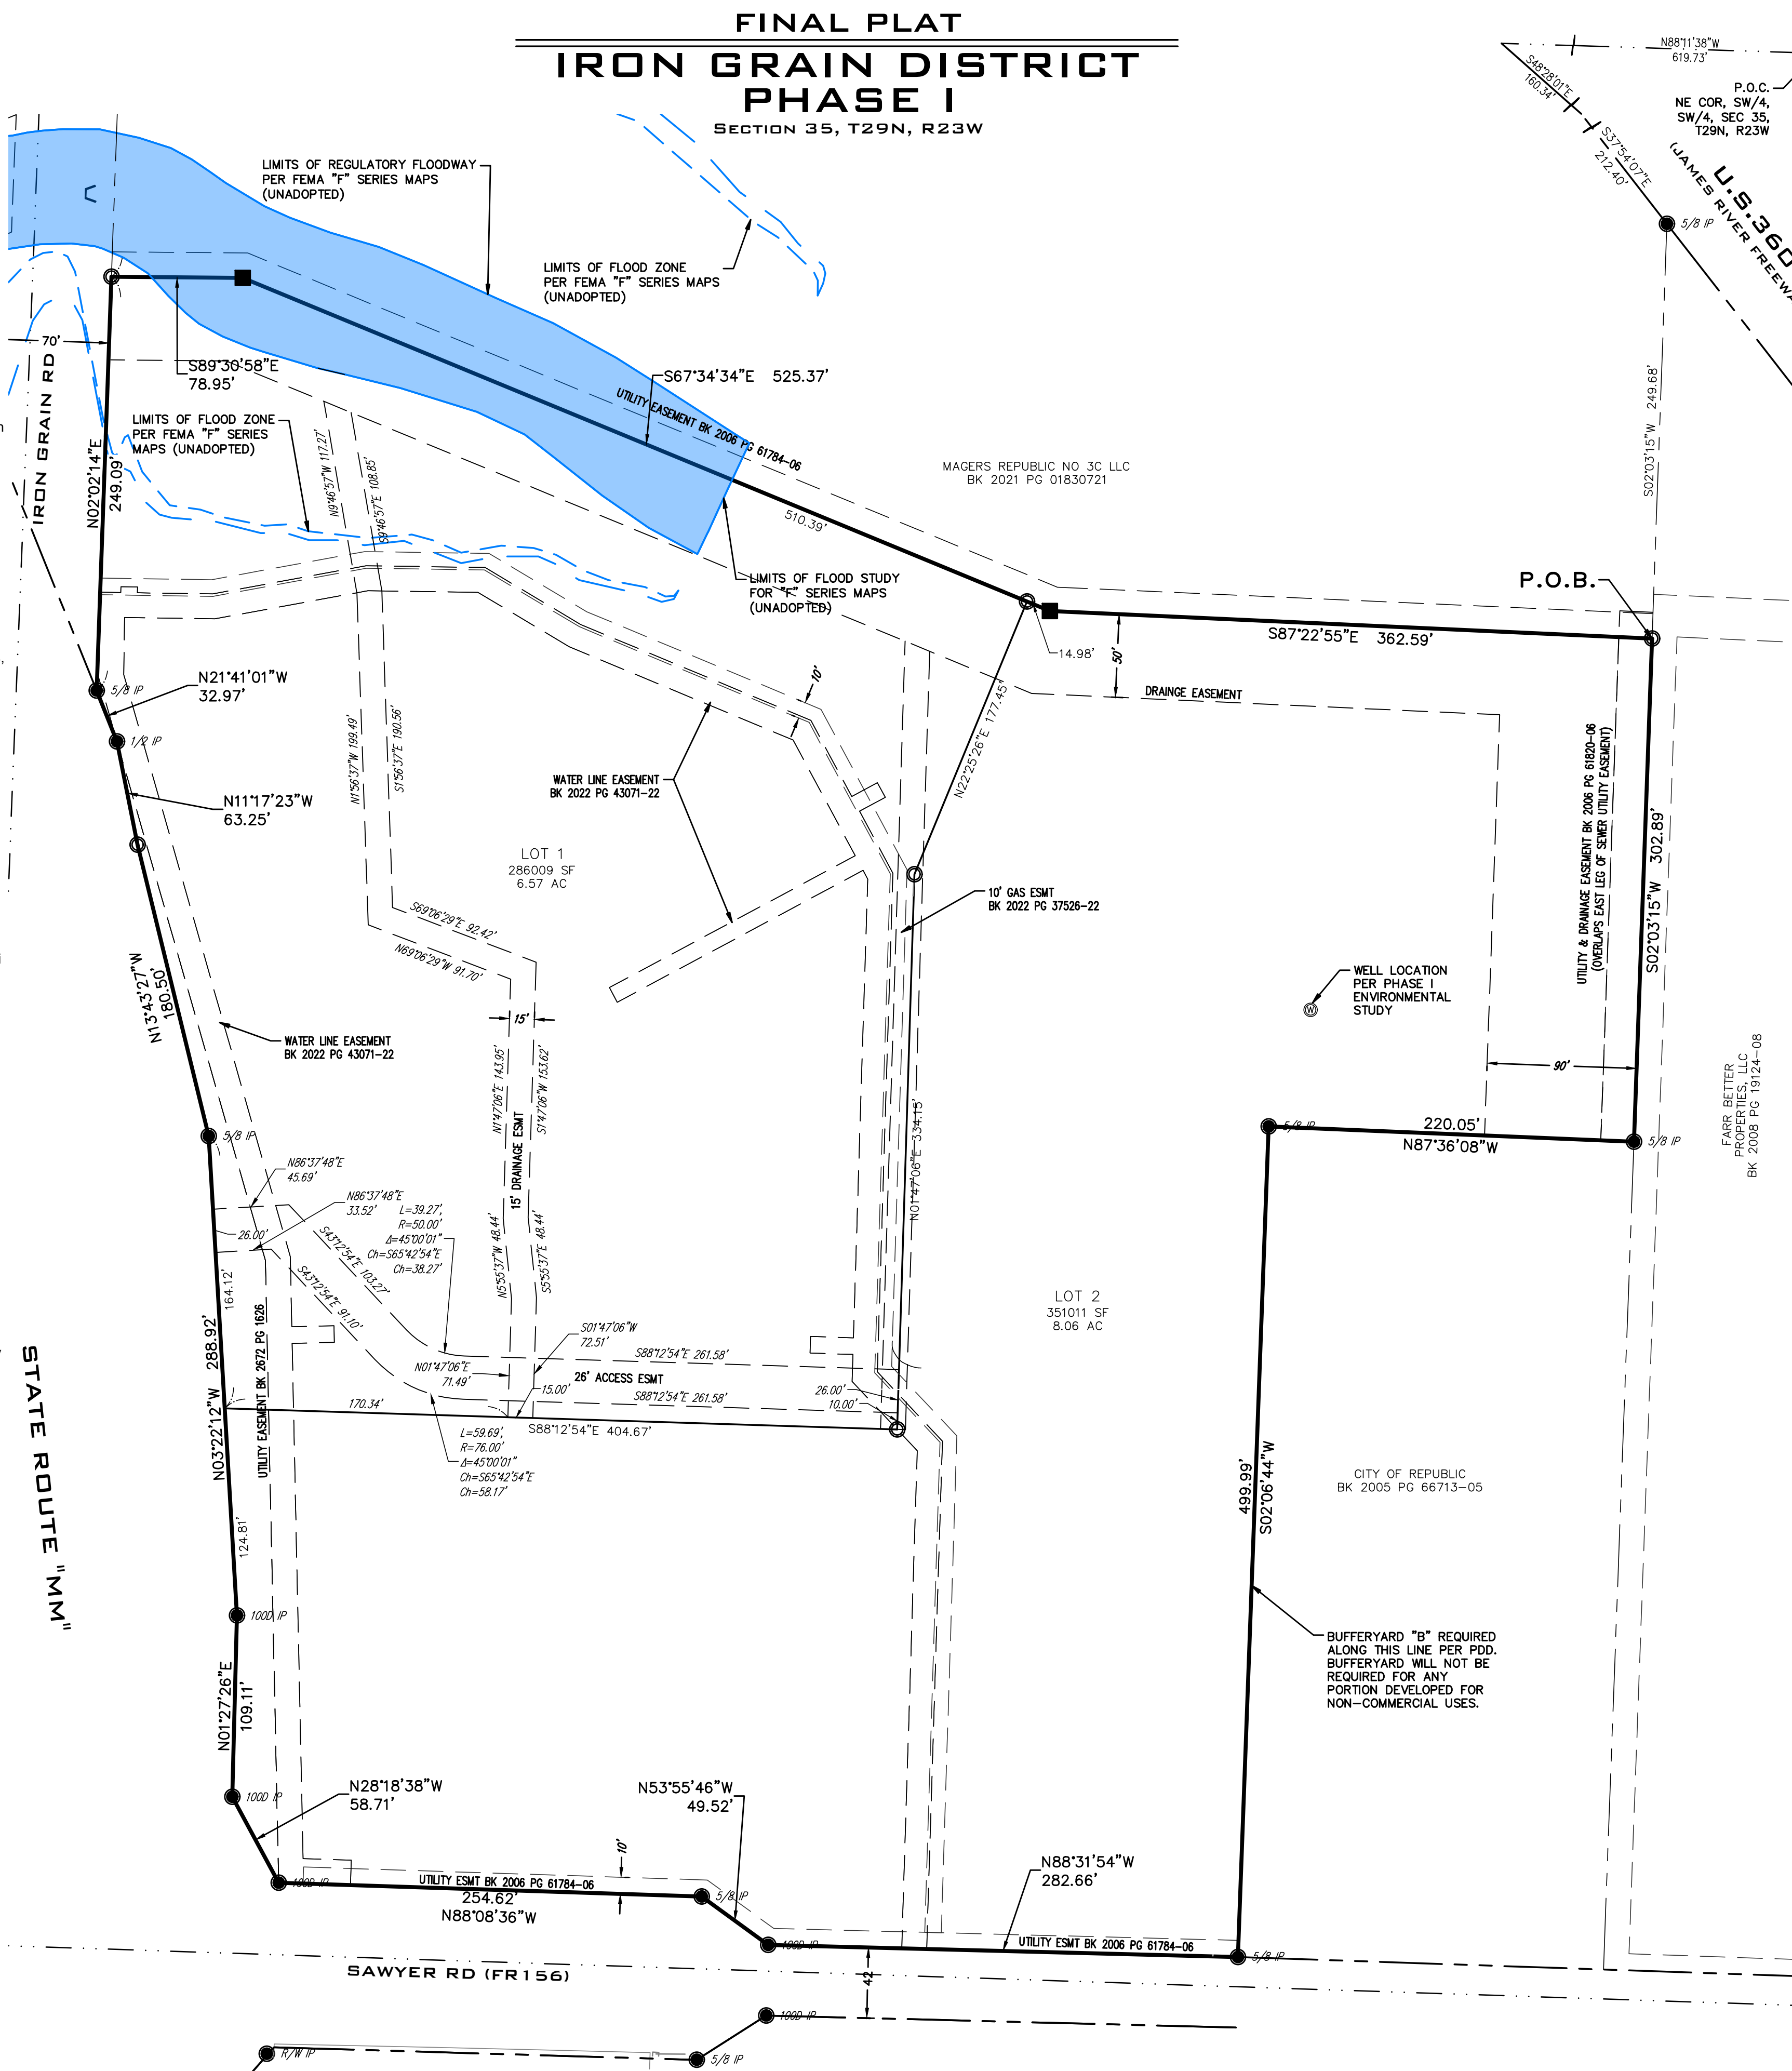 FINAL PLAT
IRON GRAIN DISTRICT
PHASE I
SECTION 35, T29N, R23W
N88°11'38"W
619.73'
S48°28'01"E
160.34'
P.O.C.
NE COR, SW/4,
SW/4, SEC 35,
T29N, R23W
S37°54'07"E
212.40'
U.S.360
(JAMES RIVER FREEWA
5/8 IP
LIMITS OF REGULATORY FLOODWAY
PER FEMA "F" SERIES MAPS
(UNADOPTED)
LIMITS OF FLOOD ZONE
PER FEMA "F" SERIES MAPS
(UNADOPTED)
70'
S89°30'58"E
78.95'
S67°34'34"E 525.37'
UTILITY EASEMENT BK 2006 PG 61784-06
IRON GRAIN RD
LIMITS OF FLOOD ZONE
PER FEMA "F" SERIES
MAPS (UNADOPTED)
N02°02'14"E
249.09'
N9°46'57"W 117.27'
S9°46'57"E 108.85'
510.39'
MAGERS REPUBLIC NO 3C LLC
BK 2021 PG 01830721
S02°03'15"W 249.68'
LIMITS OF FLOOD STUDY
FOR "F" SERIES MAPS
(UNADOPTED)
P.O.B.
S87°22'55"E 362.59'
14.98'
50'
DRAINGE EASEMENT
N21°41'01"W
32.97'
5/8 IP
1/2 IP
10'
N22°25'26"E 177.45'
N1°56'37"W 199.49'
S1°56'37"E 190.56'
WATER LINE EASEMENT
BK 2022 PG 43071-22
N11°17'23"W
63.25'
LOT 1
286009 SF
6.57 AC
UTILITY & DRAINAGE EASEMENT BK 2006 PG 61820-06
(OVERLAPS EAST LEG OF SEWER UTILITY EASEMENT)
S02°03'15"W 302.89'
10' GAS ESMT
BK 2022 PG 37526-22
S69°06'29"E 92.42'
N69°06'29"W 91.70'
N13°43'27"W
180.50'
WELL LOCATION
PER PHASE I
ENVIRONMENTAL
STUDY
W
15'
WATER LINE EASEMENT
BK 2022 PG 43071-22
N1°47'06"E 143.95'
S1°47'06"W 153.62'
15' DRAINAGE ESMT
90'
FARR BETTER
PROPERTIES, LLC
BK 2008 PG 19124-08
5/8 IP
5/8 IP
220.05'
N87°36'08"W
5/8 IP
N01°47'06"E 334.15'
N86°37'48"E
45.69'
N86°37'48"E
33.52'
L=39.27',
R=50.00'
Δ=45°00'01"
Ch=S65°42'54"E
Ch=38.27'
26.00'
S43°12'54"E 103.27'
S43°12'54"E 91.10'
N5°55'37"W 48.44'
S5°55'37"E 48.44'
164.12'
LOT 2
351011 SF
8.06 AC
N03°22'12"W 288.92'
UTILITY EASEMENT BK 2672 PG 1626
S01°47'06"W
72.51'
N01°47'06"E
71.49'
S88°12'54"E 261.58'
26' ACCESS ESMT
15.00'
S88°12'54"E 261.58'
26.00'
10.00'
170.34'
S88°12'54"E 404.67'
L=59.69',
R=76.00'
Δ=45°00'01"
Ch=S65°42'54"E
Ch=58.17'
STATE ROUTE "MM"
124.81'
499.99'
S02°06'44"W
CITY OF REPUBLIC
BK 2005 PG 66713-05
100D IP
BUFFERYARD "B" REQUIRED
ALONG THIS LINE PER PDD.
BUFFERYARD WILL NOT BE
REQUIRED FOR ANY
PORTION DEVELOPED FOR
NON-COMMERCIAL USES.
N01°27'26"E
109.11'
100D IP
N28°18'38"W
58.71'
N53°55'46"W
49.52'
10'
N88°31'54"W
282.66'
100D IP
UTILITY ESMT BK 2006 PG 61784-06
254.62'
N88°08'36"W
5/8 IP
100D IP
UTILITY ESMT BK 2006 PG 61784-06
5/8 IP
SAWYER RD (FR156)
42
100D IP
R/W IP
5/8 IP